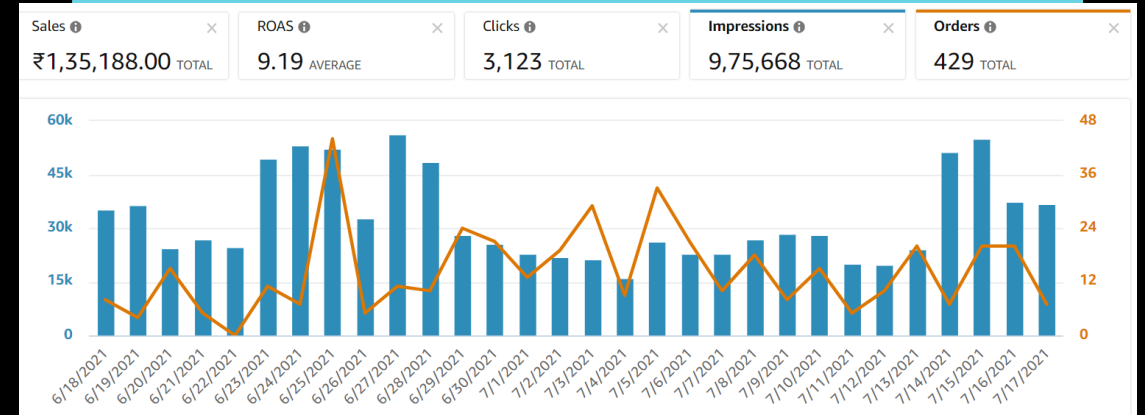 Sales ROAS Clicks Impressions Orders
₹1,35,188.00 TOTAL 9.19 AVERAGE 3,123 TOTAL 9,75,668 TOTAL 429 TOTAL
60k 48
45k 36
30k 24
15k 12
0 0
6/18/2021 6/19/2021 6/20/2021 6/21/2021 6/22/2021 6/23/2021 6/24/2021 6/25/2021 6/26/2021 6/27/2021 6/28/2021 6/29/2021 6/30/2021 7/1/2021 7/2/2021 7/3/2021 7/4/2021 7/5/2021 7/6/2021 7/7/2021 7/8/2021 7/9/2021 7/10/2021 7/11/2021 7/12/2021 7/13/2021 7/14/2021 7/15/2021 7/16/2021 7/17/2021